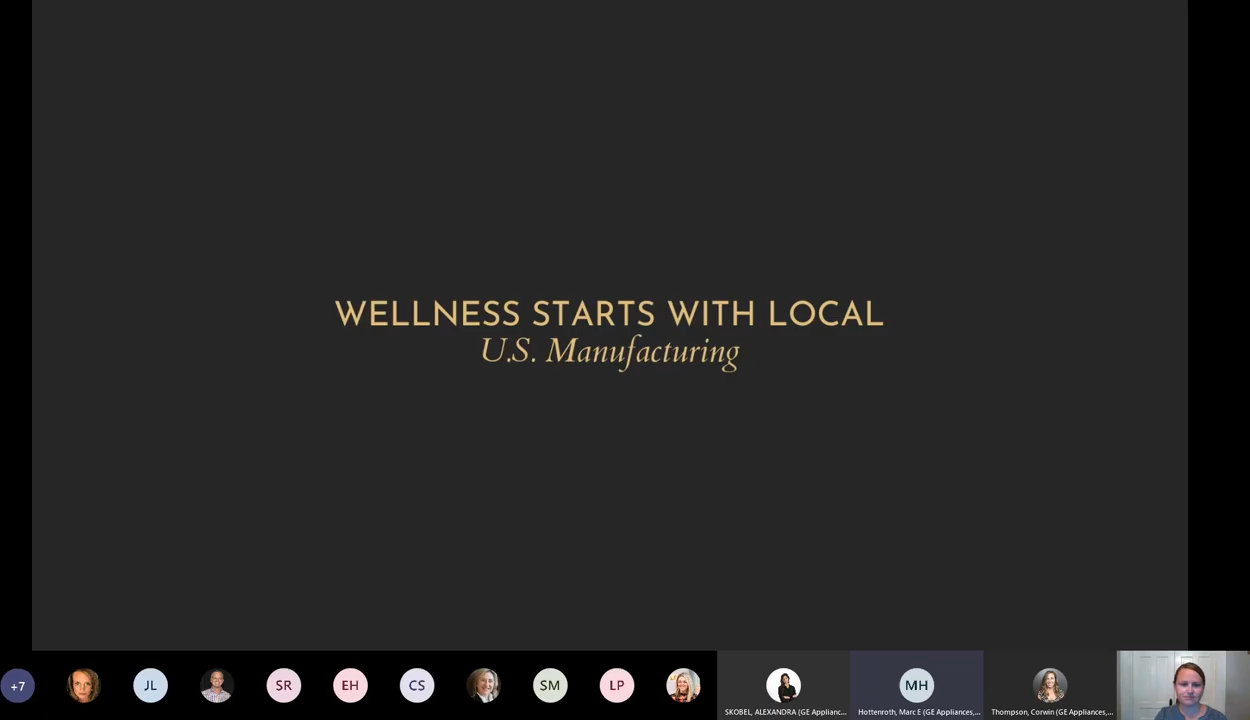 WELLNESS STARTS WITH LOCAL
U.S. Manufacturing
+7
JL
SR
EH
CS
SM
LP
MH
SKOBEL, ALEXANDRA (GE Applianc...
Hottenroth, Marc E (GE Appliances,...
Thompson, Corwin (GE Appliances,...